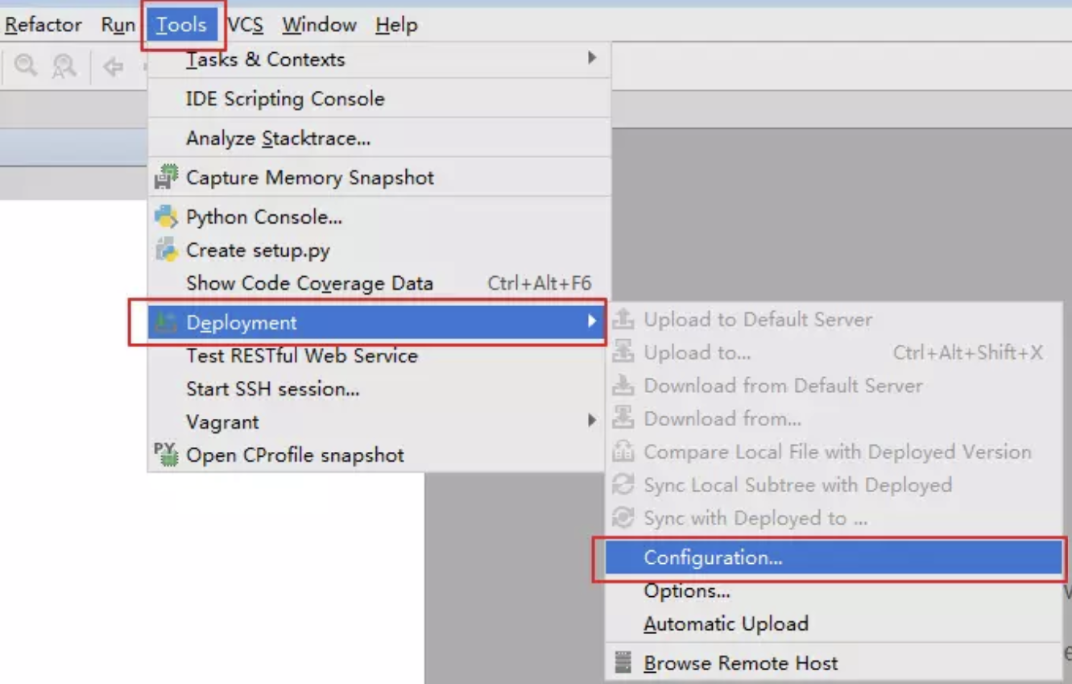 Refactor Run Tools VCS Window Help
Tasks & Contexts
IDE Scripting Console
Analyze Stacktrace...
Capture Memory Snapshot
Python Console...
Create setup.py
Show Code Coverage Data Ctrl+Alt+F6
Deployment
Test RESTful Web Service
Start SSH session...
Vagrant
PY Open CProfile snapshot
Upload to Default Server
Upload to... Ctrl+Alt+Shift+X
Download from Default Server
Download from...
Compare Local File with Deployed Version
Sync Local Subtree with Deployed
Sync with Deployed to ...
Configuration...
Options...
Automatic Upload
Browse Remote Host